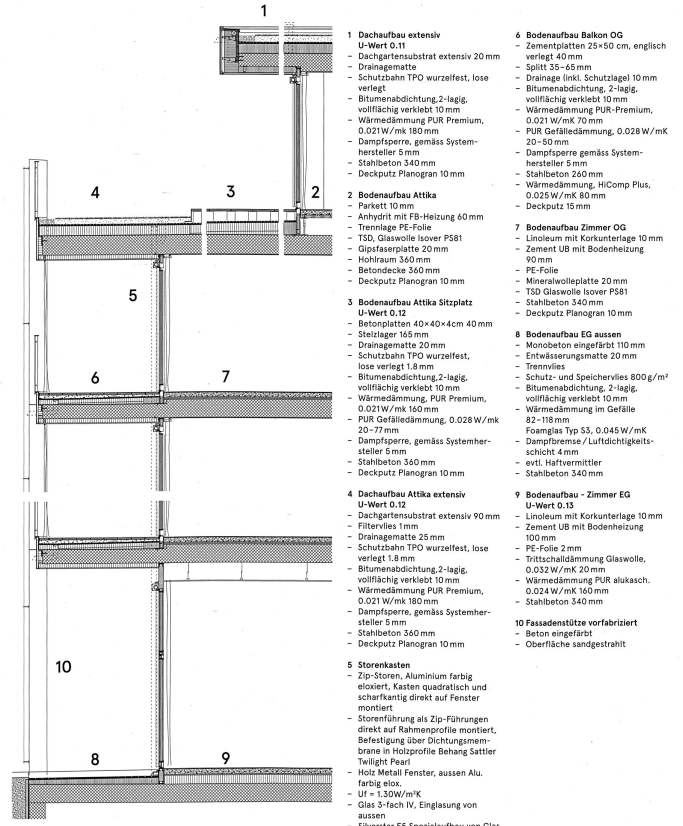 1
4
3
2
5
6
7
10
8
9
1 Dachaufbau extensiv
U-Wert 0.11
– Dachgartensubstrat extensiv 20 mm
– Drainagematte
– Schutzbahn TPO wurzelfest, lose
verlegt
– Bitumenabdichtung,2-lagig,
vollflächig verklebt 10 mm
– Wärmedämmung PUR Premium,
0.021 W/mk 180 mm
– Dampfsperre, gemäss System-
hersteller 5 mm
– Stahlbeton 340 mm
– Deckputz Planogran 10 mm
2 Bodenaufbau Attika
– Parkett 10 mm
– Anhydrit mit FB-Heizung 60 mm
– Trennlage PE-Folie
– TSD, Glaswolle Isover PS81
– Gipsfaserplatte 20 mm
– Hohlraum 360 mm
– Betondecke 360 mm
– Deckputz Planogran 10 mm
3 Bodenaufbau Attika Sitzplatz
U-Wert 0.12
– Betonplatten 40×40×4cm 40 mm
– Stelzlager 165 mm
– Drainagematte 20 mm
– Schutzbahn TPO wurzelfest,
lose verlegt 1.8 mm
– Bitumenabdichtung,2-lagig,
vollflächig verklebt 10 mm
– Wärmedämmung, PUR Premium,
0.021 W/mk 160 mm
– PUR Gefälledämmung, 0.028 W/mk
20–77 mm
– Dampfsperre, gemäss Systemher-
steller 5 mm
– Stahlbeton 360 mm
– Deckputz Planogran 10 mm
4 Dachaufbau Attika extensiv
U-Wert 0.12
– Dachgartensubstrat extensiv 90 mm
– Filtervlies 1 mm
– Drainagematte 25 mm
– Schutzbahn TPO wurzelfest, lose
verlegt 1.8 mm
– Bitumenabdichtung,2-lagig,
vollflächig verklebt 10 mm
– Wärmedämmung PUR Premium,
0.021 W/mk 180 mm
– Dampfsperre, gemäss Systemher-
steller 5 mm
– Stahlbeton 360 mm
– Deckputz Planogran 10 mm
5 Storenkasten
– Zip-Storen, Aluminium farbig
eloxiert, Kasten quadratisch und
scharfkantig direkt auf Fenster
montiert
– Storenführung als Zip-Führungen
direkt auf Rahmenprofile montiert,
Befestigung über Dichtungsmem-
brane in Holzprofile Behang Sattler
Twilight Pearl
– Holz Metall Fenster, aussen Alu.
farbig elox.
– Uf = 1.30W/m²K
– Glas 3-fach IV, Einglasung von
aussen
– Silverstar E5 Spezialaufbau von Glas
6 Bodenaufbau Balkon OG
– Zementplatten 25×50 cm, englisch
verlegt 40 mm
– Splitt 35–65 mm
– Drainage (inkl. Schutzlage) 10 mm
– Bitumenabdichtung, 2-lagig,
vollflächig verklebt 10 mm
– Wärmedämmung PUR-Premium,
0.021 W/mK 70 mm
– PUR Gefälledämmung, 0.028 W/mK
20–50 mm
– Dampfsperre gemäss System-
hersteller 5 mm
– Stahlbeton 260 mm
– Wärmedämmung, HiComp Plus,
0.025 W/mK 80 mm
– Deckputz 15 mm
7 Bodenaufbau Zimmer OG
– Linoleum mit Korkunterlage 10 mm
– Zement UB mit Bodenheizung
90 mm
– PE-Folie
– Mineralwolleplatte 20 mm
– TSD Glaswolle Isover PS81
– Stahlbeton 340 mm
– Deckputz Planogran 10 mm
8 Bodenaufbau EG aussen
– Monobeton eingefärbt 110 mm
– Entwässerungsmatte 20 mm
– Trennvlies
– Schutz- und Speichervlies 800 g/m²
– Bitumenabdichtung, 2-lagig,
vollflächig verklebt 10 mm
– Wärmedämmung im Gefälle
82–118 mm
Foamglas Typ S3, 0.045 W/mK
– Dampfbremse / Luftdichtigkeits-
schicht 4 mm
– evtl. Haftvermittler
– Stahlbeton 340 mm
9 Bodenaufbau - Zimmer EG
U-Wert 0.13
– Linoleum mit Korkunterlage 10 mm
– Zement UB mit Bodenheizung
100 mm
– PE-Folie 2 mm
– Trittschalldämmung Glaswolle,
0.032 W/mK 20 mm
– Wärmedämmung PUR alukasch.
0.024 W/mK 160 mm
– Stahlbeton 340 mm
10 Fassadenstütze vorfabriziert
– Beton eingefärbt
– Oberfläche sandgestrahlt